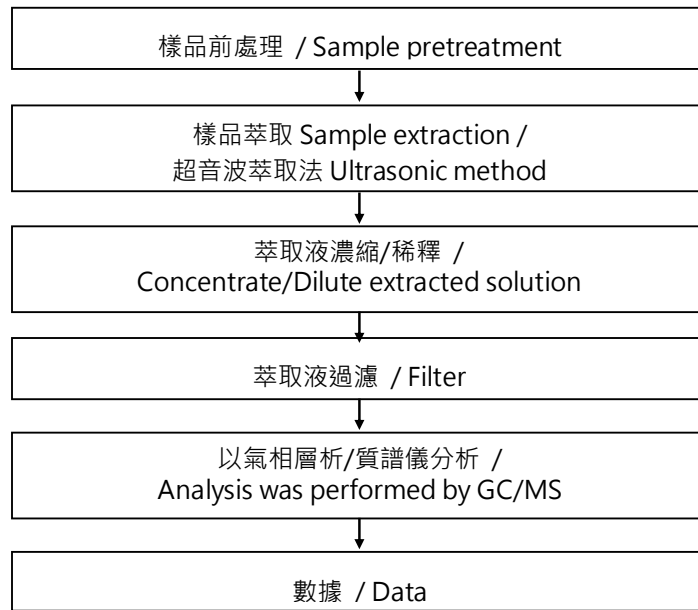 樣品前處理 / Sample pretreatment
樣品萃取 Sample extraction /
超音波萃取法 Ultrasonic method
萃取液濃縮/稀釋 /
Concentrate/Dilute extracted solution
萃取液過濾 / Filter
以氣相層析/質譜儀分析 /
Analysis was performed by GC/MS
數據 / Data